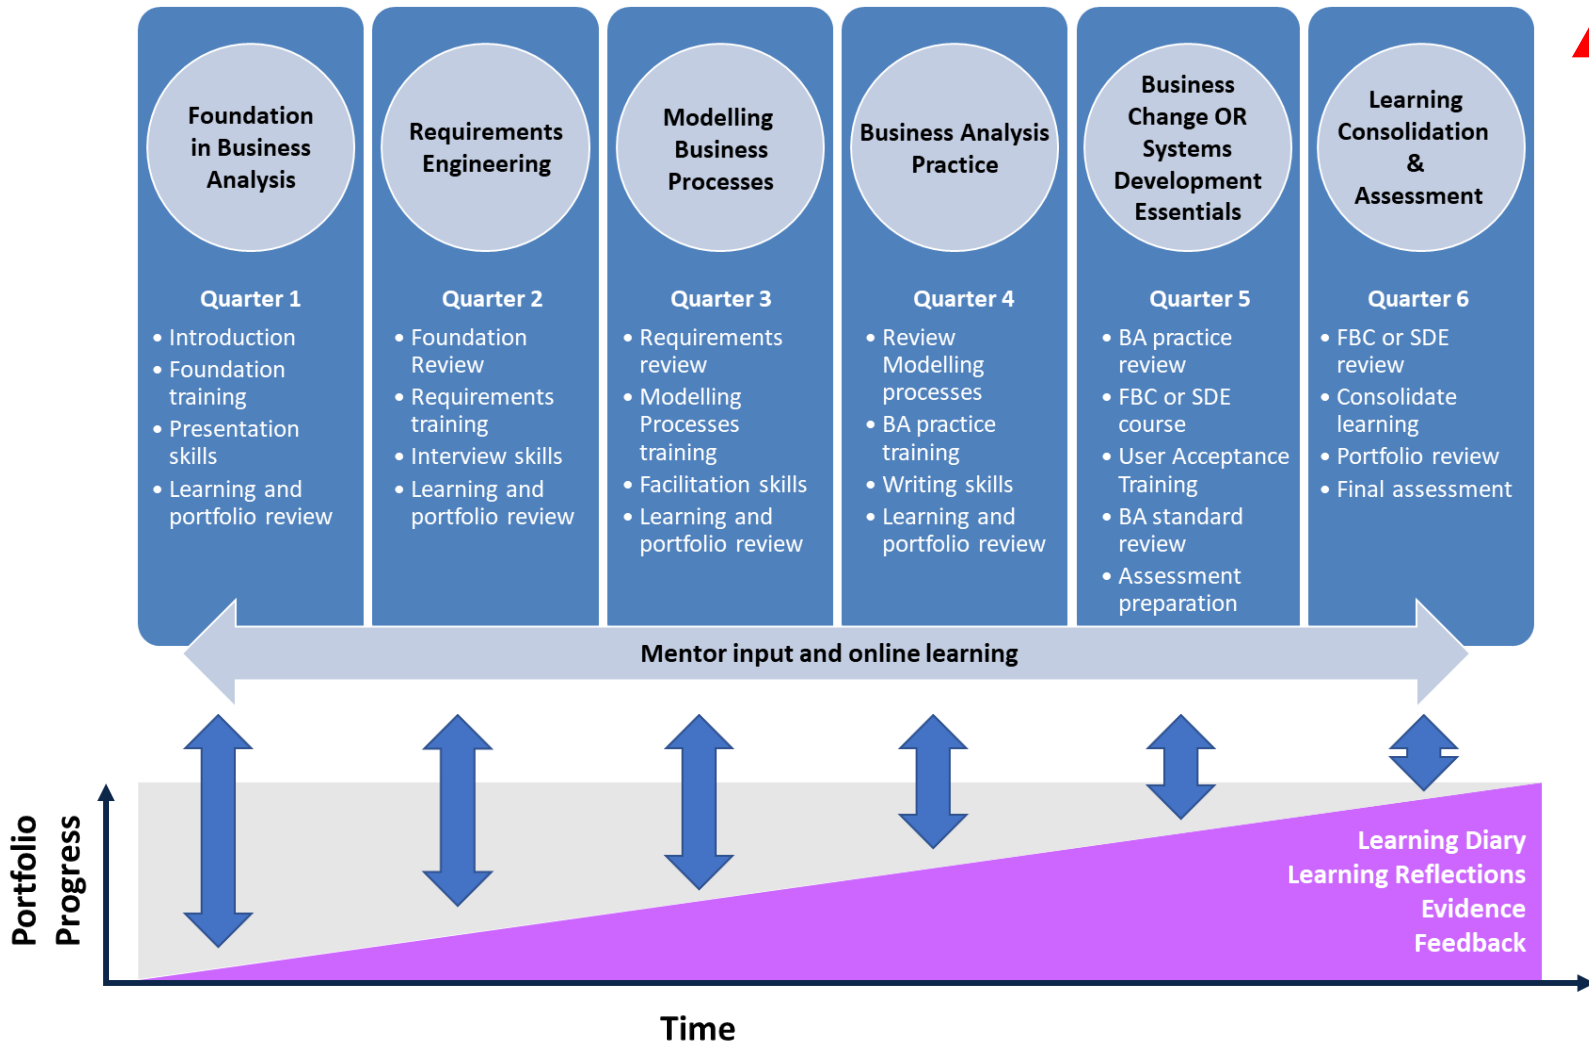 Foundation
in Business
Analysis
Quarter 1
• Introduction
• Foundation
training
• Presentation
skills
• Learning and
portfolio review
Requirements
Engineering
Quarter 2
• Foundation
Review
• Requirements
training
• Interview skills
• Learning and
portfolio review
Modelling
Business
Processes
Quarter 3
• Requirements
review
• Modelling
Processes
training
• Facilitation skills
• Learning and
portfolio review
Business Analysis
Practice
Quarter 4
• Review
Modelling
processes
• BA practice
training
• Writing skills
• Learning and
portfolio review
Business
Change OR
Systems
Development
Essentials
Quarter 5
• BA practice
review
• FBC or SDE
course
• User Acceptance
Training
• BA standard
review
• Assessment
preparation
Learning
Consolidation
&
Assessment
Quarter 6
• FBC or SDE
review
• Consolidate
learning
• Portfolio review
• Final assessment
Mentor input and online learning
Portfolio
Progress
Learning Diary
Learning Reflections
Evidence
Feedback
Time